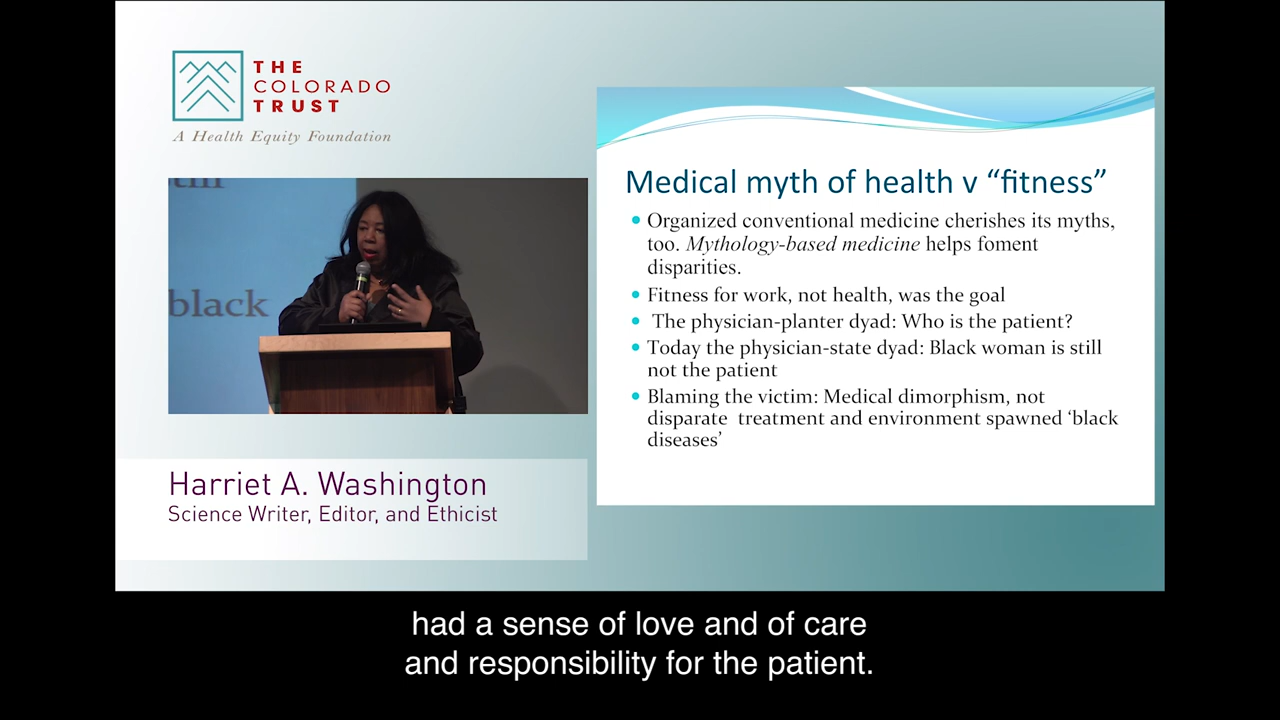 THE
COLORADO
TRUST
A Health Equity Foundation
black
Harriet A. Washington
Science Writer, Editor, and Ethicist
Medical myth of health v “fitness”
• Organized conventional medicine cherishes its myths,
too. Mythology-based medicine helps foment
disparities.
• Fitness for work, not health, was the goal
• The physician-planter dyad: Who is the patient?
• Today the physician-state dyad: Black woman is still
not the patient
• Blaming the victim: Medical dimorphism, not
disparate treatment and environment spawned ‘black
diseases’
had a sense of love and of care
and responsibility for the patient.